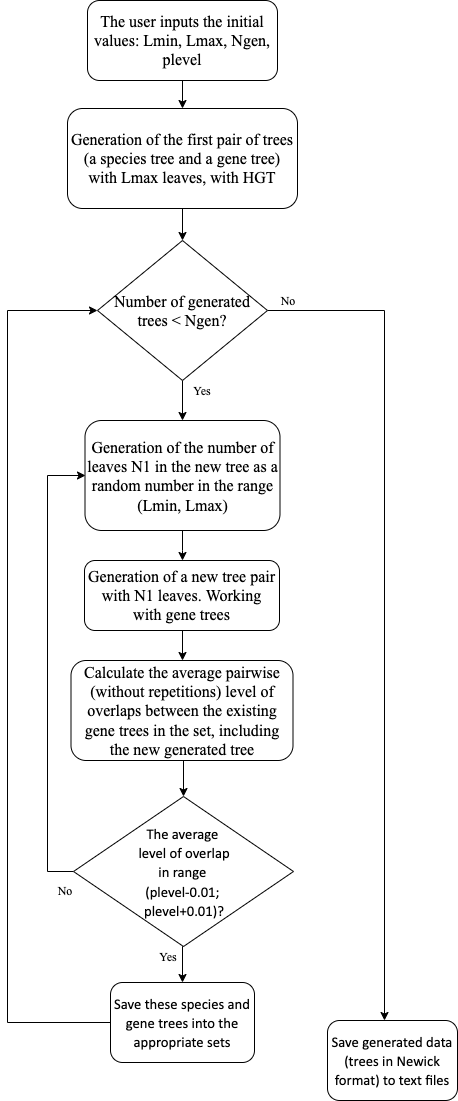 The user inputs the initial
values: Lmin, Lmax, Ngen,
plevel
Generation of the first pair of trees
(a species tree and a gene tree)
with Lmax leaves, with HGT
Number of generated
trees < Ngen?
No
Yes
Generation of the number of
leaves N1 in the new tree as a
random number in the range
(Lmin, Lmax)
Generation of a new tree pair
with N1 leaves. Working
with gene trees
Calculate the average pairwise
(without repetitions) level of
overlaps between the existing
gene trees in the set, including
the new generated tree
The average
level of overlap
in range
(plevel-0.01;
plevel+0.01)?
No
Yes
Save these species and
gene trees into the
appropriate sets
Save generated data
(trees in Newick
format) to text files